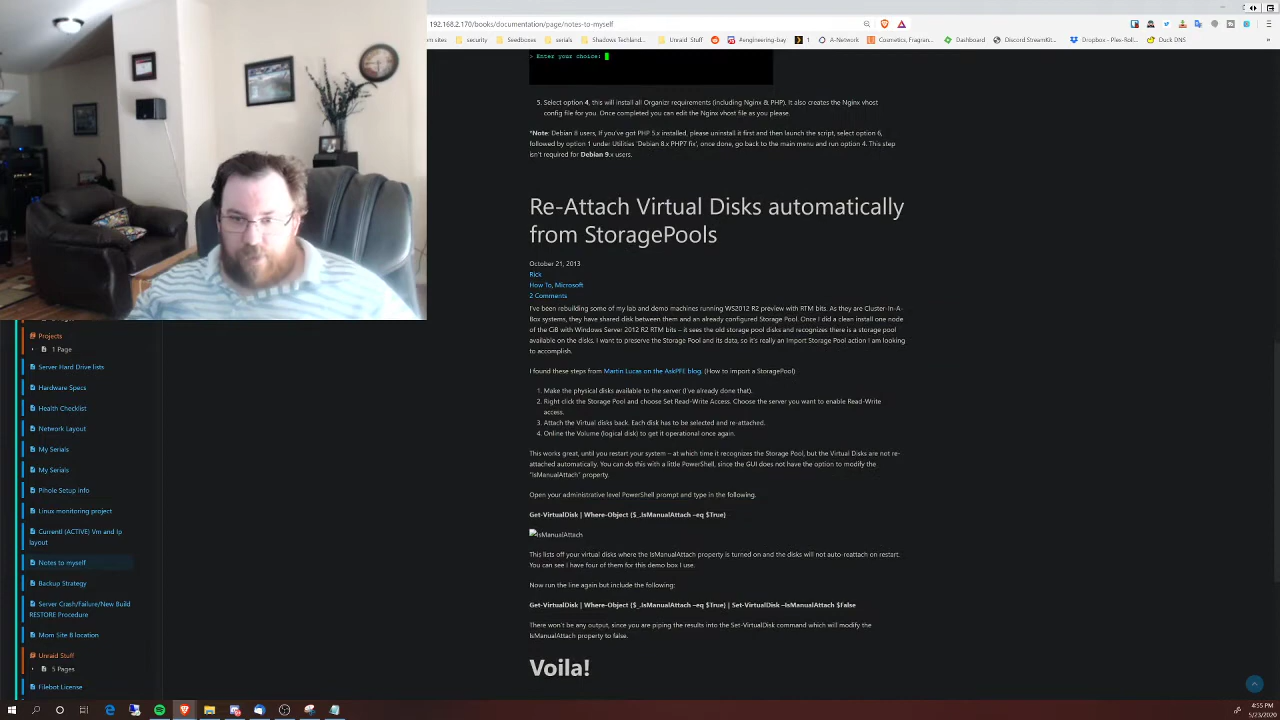 192.168.2.170/books/documentation/page/notes-to-myself
om sites security Seedboxes serials Shadows Techland... Unraid Stuff #engineering-bay 1 A-Network Cosmetics, Fragran... Dashboard Discord StreamKit... Dropbox - Plex-Roll... Duck DNS »
> Enter your choice:
5. Select option 4, this will install all Organizr requirements (including Nginx & PHP). It also creates the Nginx vhost
config file for you. Once completed you can edit the Nginx vhost file as you please.
*Note: Debian 8 users, If you've got PHP 5.x installed, please uninstall it first and then launch the script, select option 6,
followed by option 1 under Utilities 'Debian 8.x PHP7 fix', once done, go back to the main menu and run option 4. This step
isn't required for Debian 9.x users.
Re-Attach Virtual Disks automatically
from StoragePools
October 21, 2013
Rick
How To, Microsoft
2 Comments
I've been rebuilding some of my lab and demo machines running WS2012 R2 preview with RTM bits. As they are Cluster-In-A-
Box systems, they have shared disk between them and an already configured Storage Pool. Once I did a clean install one node
of the CiB with Windows Server 2012 R2 RTM bits – it sees the old storage pool disks and recognizes there is a storage pool
available on the disks. I want to preserve the Storage Pool and its data, so it's really an Import Storage Pool action I am looking
to accomplish.
I found these steps from Martin Lucas on the AskPFE blog. (How to import a StoragePool)
1. Make the physical disks available to the server (I've already done that).
2. Right click the Storage Pool and choose Set Read-Write Access. Choose the server you want to enable Read-Write
access.
3. Attach the Virtual disks back. Each disk has to be selected and re-attached.
4. Online the Volume (logical disk) to get it operational once again.
This works great, until you restart your system – at which time it recognizes the Storage Pool, but the Virtual Disks are not re-
attached automatically. You can do this with a little PowerShell, since the GUI does not have the option to modify the
"IsManualAttach" property.
Open your administrative level PowerShell prompt and type in the following.
Get-VirtualDisk | Where-Object {$_.IsManualAttach –eq $True}
IsManualAttach
This lists off your virtual disks where the IsManualAttach property is turned on and the disks will not auto-reattach on restart.
You can see I have four of them for this demo box I use.
Now run the line again but include the following:
Get-VirtualDisk | Where-Object {$_.IsManualAttach –eq $True} | Set-VirtualDisk –IsManualAttach $False
There won't be any output, since you are piping the results into the Set-VirtualDisk command which will modify the
IsManualAttach property to false.
Voila!
Projects
1 Page
Server Hard Drive lists
Hardware Specs
Health Checklist
Network Layout
My Serials
My Serials
Pihole Setup info
Linux monitoring project
Currentl (ACTIVE) Vm and Ip
layout
Notes to myself
Backup Strategy
Server Crash/Failure/New Build
RESTORE Procedure
Mom Site B location
Unraid Stuff
5 Pages
Filebot License
4:55 PM
5/23/2020